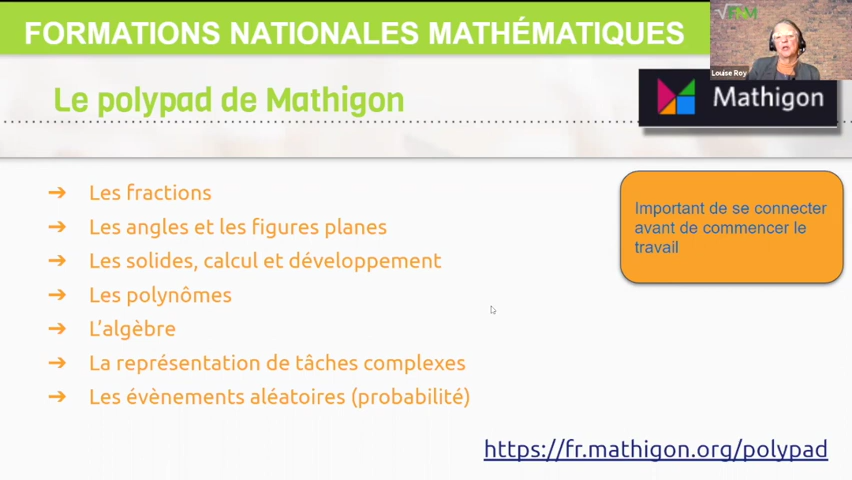 FORMATIONS NATIONALES MATHÉMATIQUES
Louise Roy
Le polypad de Mathigon
Mathigon
➔ Les fractions
➔ Les angles et les figures planes
➔ Les solides, calcul et développement
➔ Les polynômes
➔ L'algèbre
➔ La représentation de tâches complexes
➔ Les évènements aléatoires (probabilité)
Important de se connecter
avant de commencer le
travail
https://fr.mathigon.org/polypad